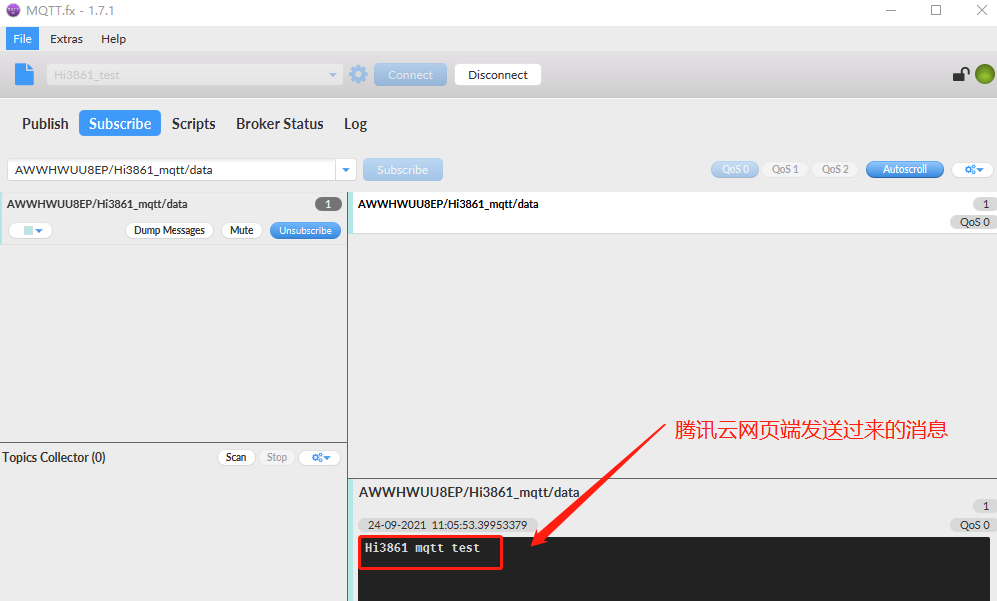 MQTT.fx - 1.7.1
File Extras Help
Hi3861_test Connect Disconnect
Publish Subscribe Scripts Broker Status Log
AWWHWUU8EP/Hi3861_mqtt/data Subscribe QoS 0 QoS 1 QoS 2 Autoscroll
AWWHWUU8EP/Hi3861_mqtt/data 1
Dump Messages Mute Unsubscribe
AWWHWUU8EP/Hi3861_mqtt/data 1
QoS 0
腾讯云网页端发送过来的消息
Topics Collector (0) Scan Stop
AWWHWUU8EP/Hi3861_mqtt/data
1
24-09-2021 11:05:53.39953379 QoS 0
Hi3861 mqtt test